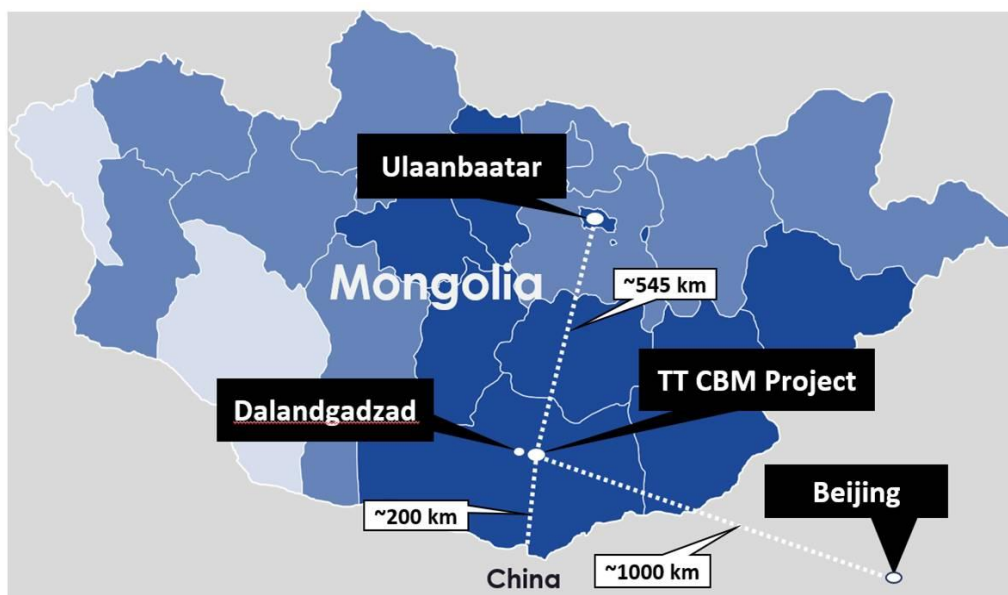 Ulaanbaatar
Mongolia
~545 km
TT CBM Project
Dalandgadzad
Beijing
~200 km
China
~1000 km